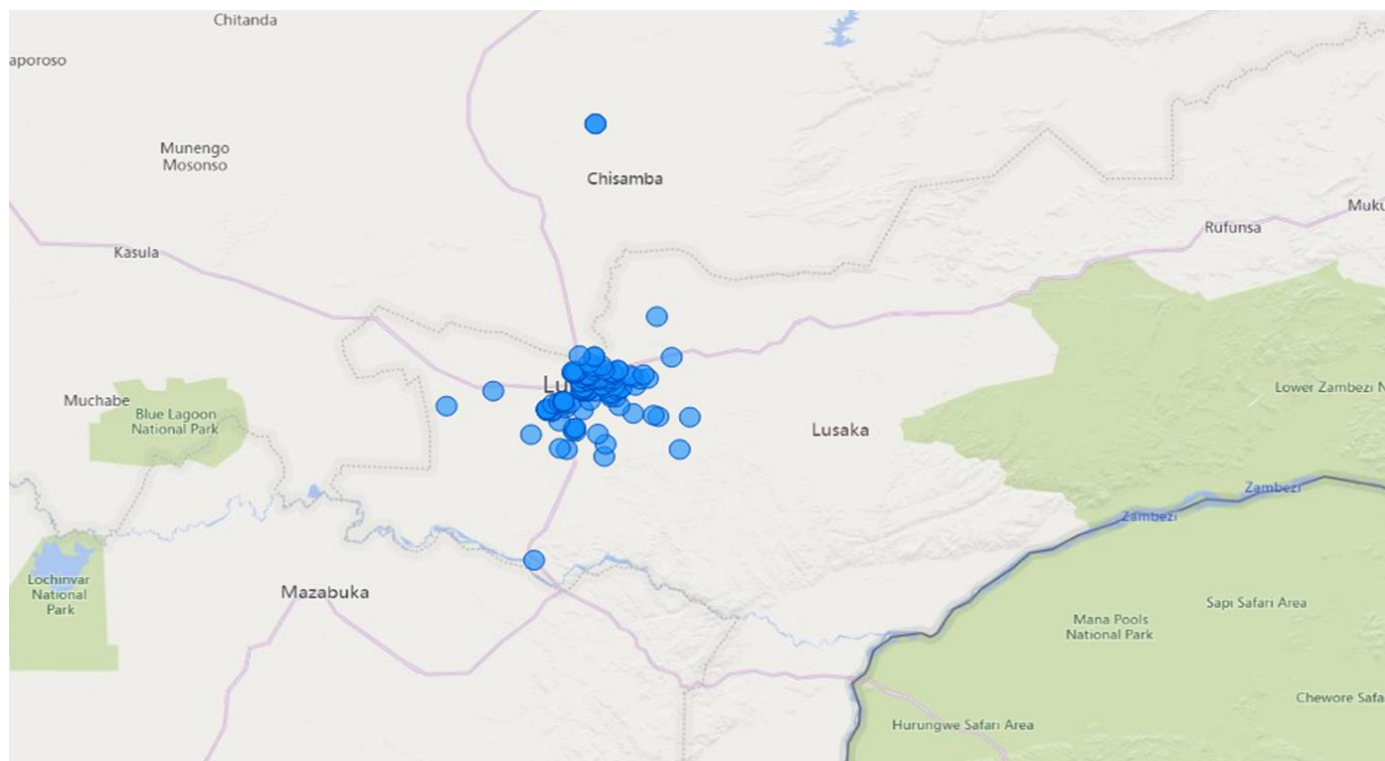 Chitanda
aporoso
Munengo
Mosonso
Chisamba
Muku
Rufunsa
Kasula
Lu
Lower Zambezi N
Muchabe
Blue Lagoon
National Park
Lusaka
Zambezi
Zambezi
Lochinvar
National
Park
Mazabuka
Sapi Safari Area
Mana Pools
National Park
Chewore Safa
Hurungwe Safari Area